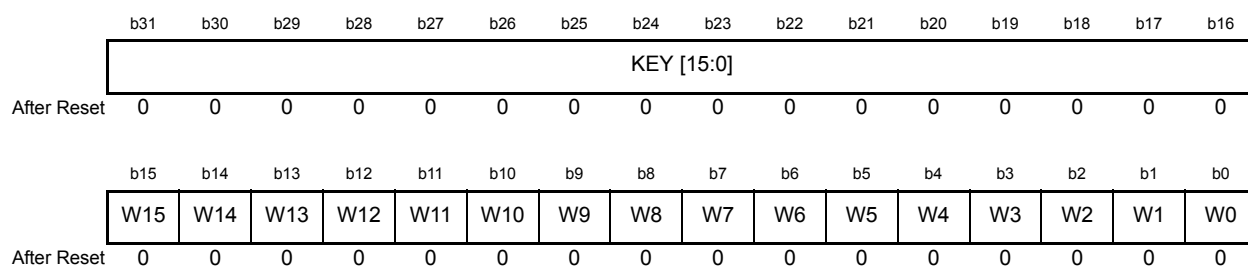 b31 b30 b29 b28 b27 b26 b25 b24 b23 b22 b21 b20 b19 b18 b17 b16
KEY [15:0]
After Reset 0 0 0 0 0 0 0 0 0 0 0 0 0 0 0 0
b15 b14 b13 b12 b11 b10 b9 b8 b7 b6 b5 b4 b3 b2 b1 b0
W15 W14 W13 W12 W11 W10 W9 W8 W7 W6 W5 W4 W3 W2 W1 W0
After Reset 0 0 0 0 0 0 0 0 0 0 0 0 0 0 0 0